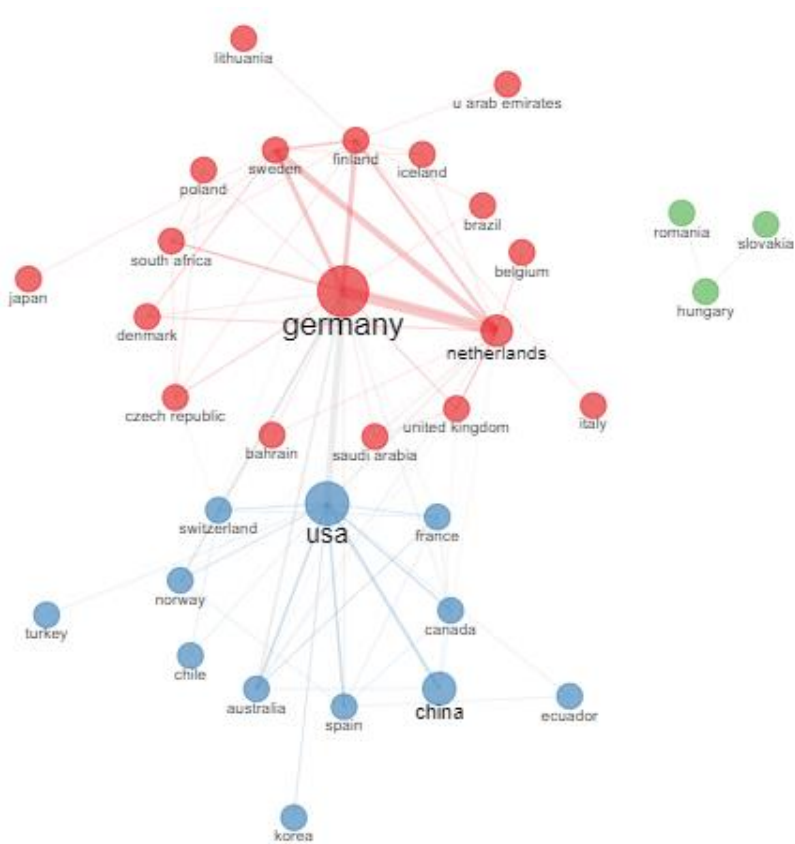 lithuania
u arab emirates
sweden
finland
iceland
poland
brazil
romania
slovakia
south africa
belgium
japan
hungary
germany
denmark
netherlands
czech republic
united kingdom
italy
bahrain
saudi arabia
switzerland
usa
france
norway
turkey
canada
chile
australia
spain
china
ecuador
korea